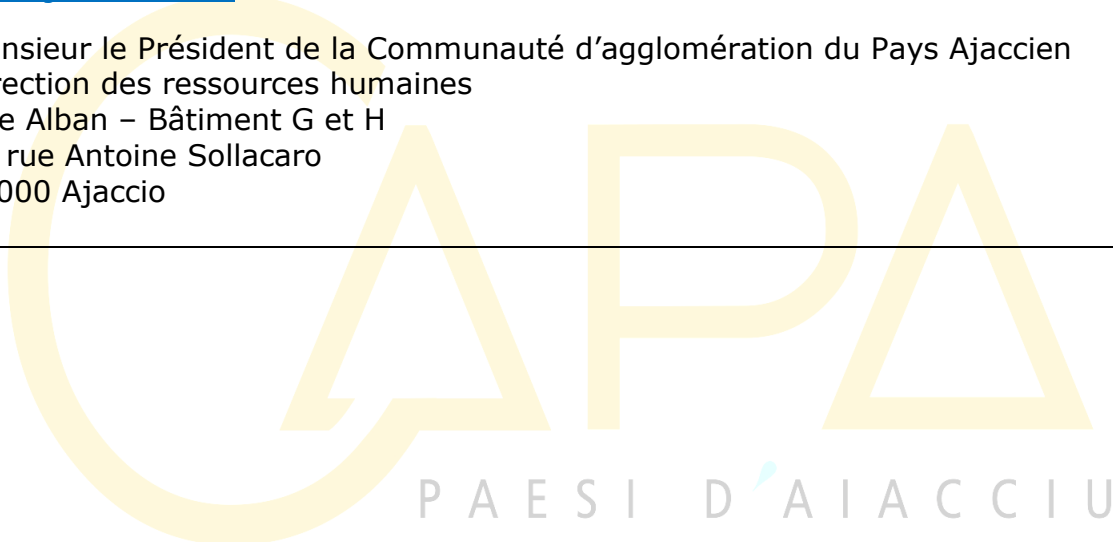 nsieur le Président de la Communauté d’agglomération du Pays Ajaccien
rection des ressources humaines
e Alban – Bâtiment G et H
rue Antoine Sollacaro
000 Ajaccio
CAPA
PAESI D'AIACCIU